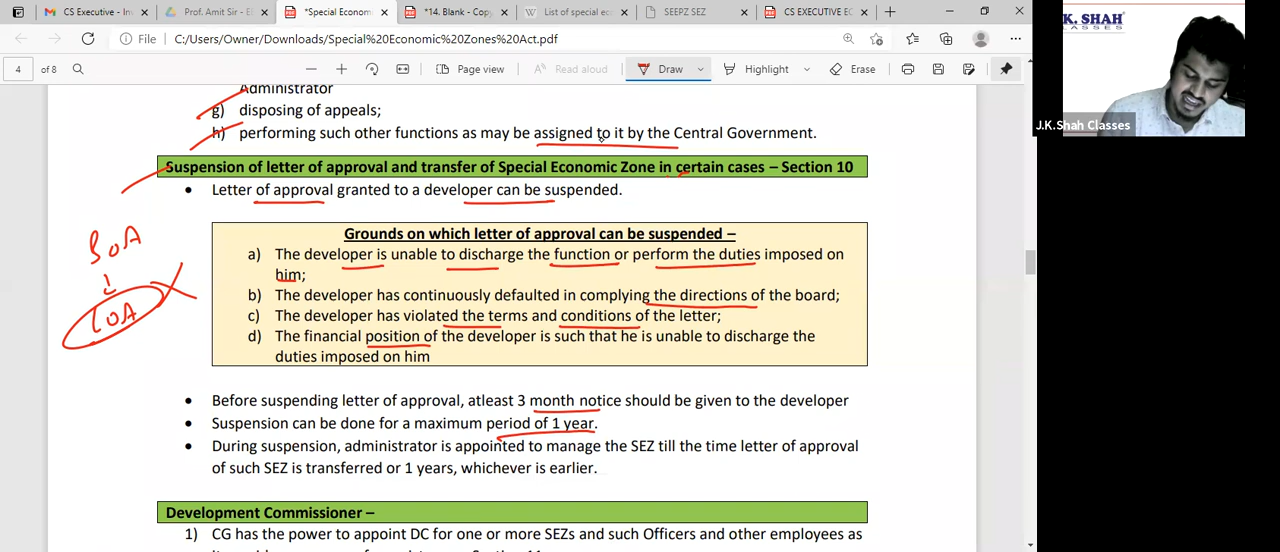 CS Executive - Inv
Prof. Amit Sir - EB
*Special Econom
*14. Blank - Copy
List of special ec
SEEPZ SEZ
CS EXECUTIVE EC
File
C:/Users/Owner/Downloads/Special%20Economic%20Zones%20Act.pdf
4 of 8
Page view
Read aloud
Draw
Highlight
Erase
K. SHAH
CLASSES
J.K.Shah Classes
Administrator
g) disposing of appeals;
h) performing such other functions as may be assigned to it by the Central Government.
Suspension of letter of approval and transfer of Special Economic Zone in certain cases – Section 10
• Letter of approval granted to a developer can be suspended.
BOA
↓
LOA
Grounds on which letter of approval can be suspended –
a) The developer is unable to discharge the function or perform the duties imposed on
him;
b) The developer has continuously defaulted in complying the directions of the board;
c) The developer has violated the terms and conditions of the letter;
d) The financial position of the developer is such that he is unable to discharge the
duties imposed on him
• Before suspending letter of approval, atleast 3 month notice should be given to the developer
• Suspension can be done for a maximum period of 1 year.
• During suspension, administrator is appointed to manage the SEZ till the time letter of approval
of such SEZ is transferred or 1 years, whichever is earlier.
Development Commissioner –
1) CG has the power to appoint DC for one or more SEZs and such Officers and other employees as